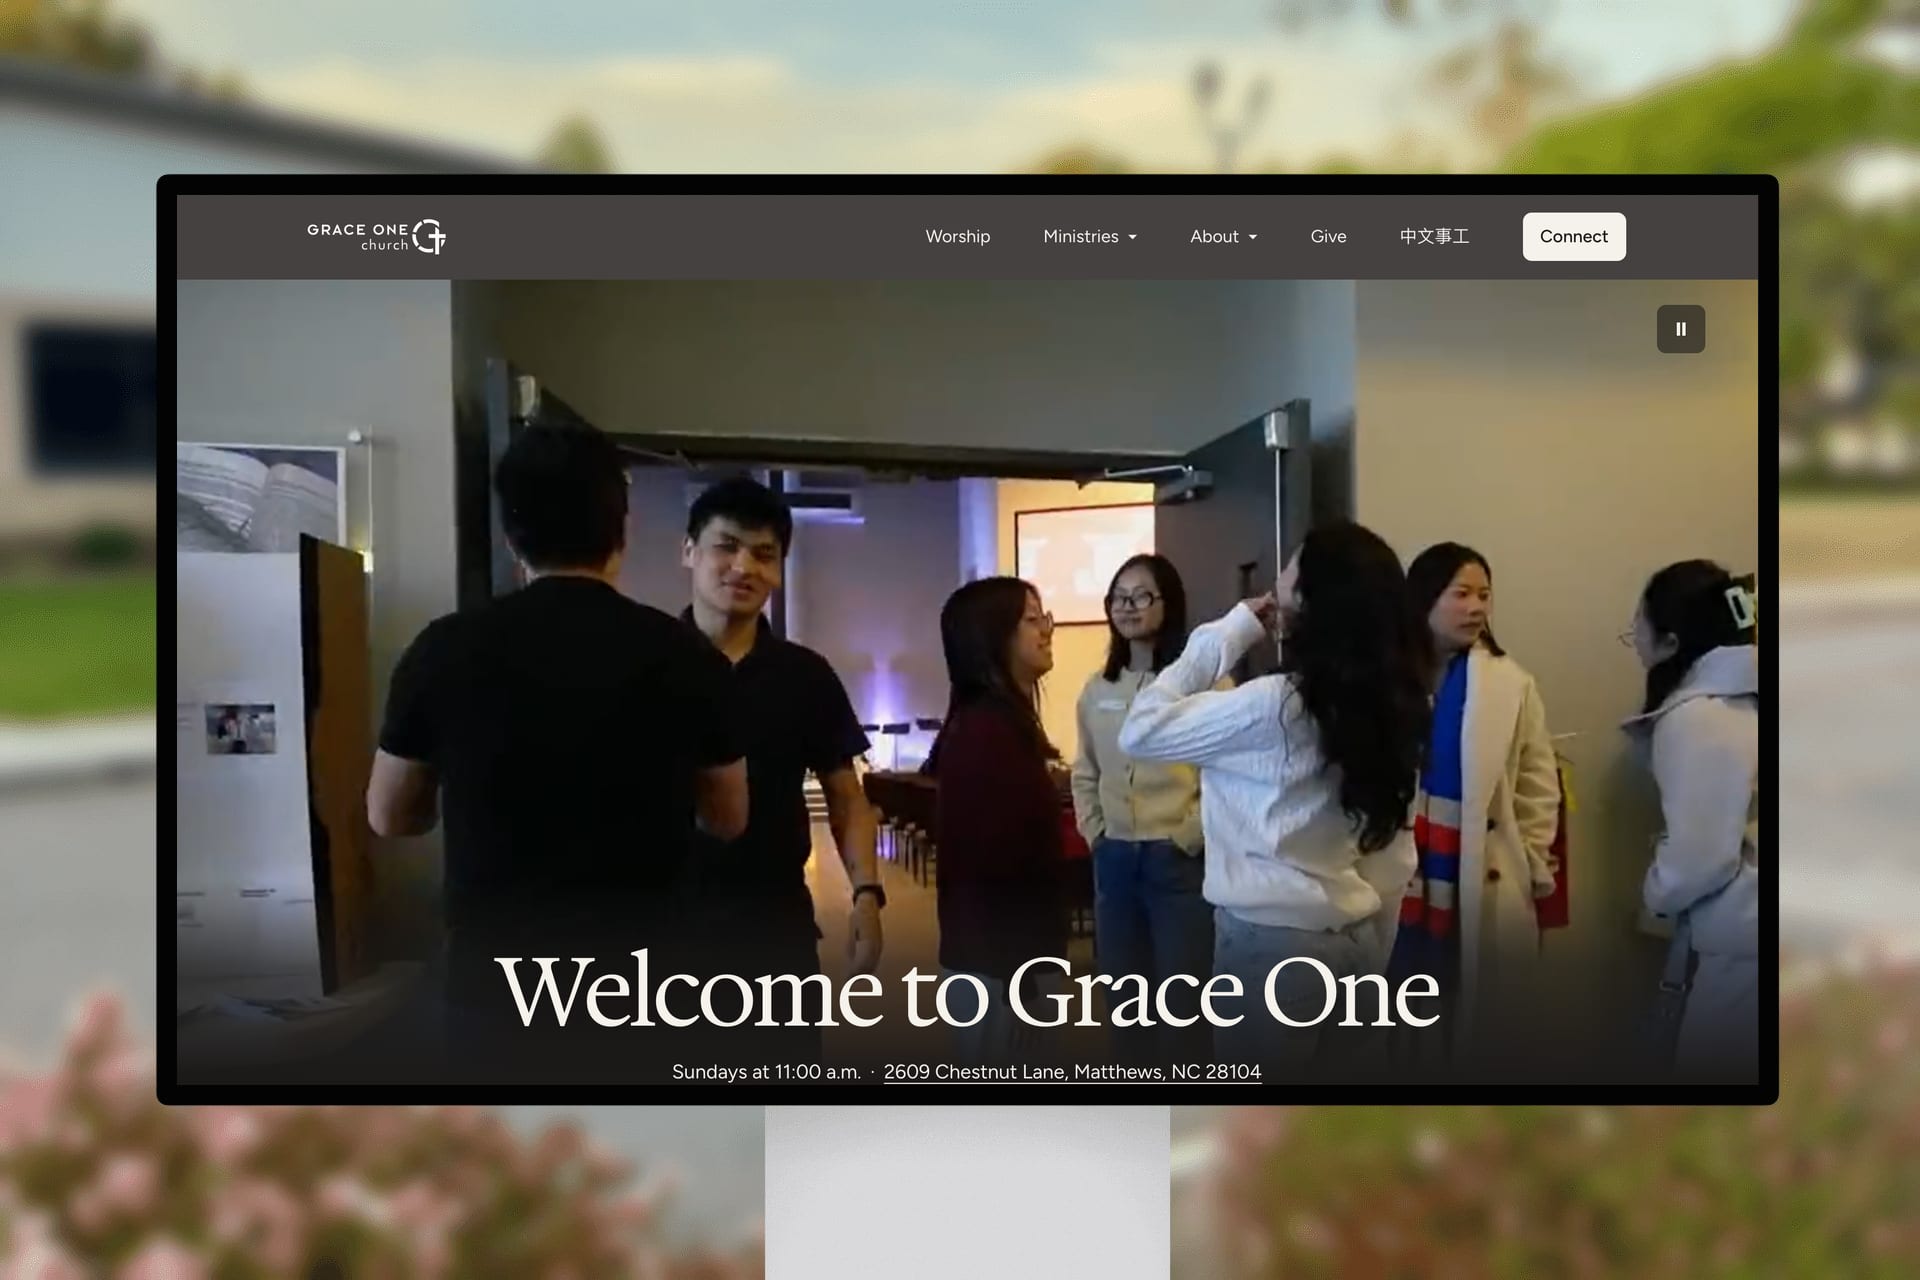 GRACE ONE
church
Worship
Ministries
About
Give
中文事工
Connect
Welcome to Grace One
Sundays at 11:00 a.m. · 2609 Chestnut Lane, Matthews, NC 28104